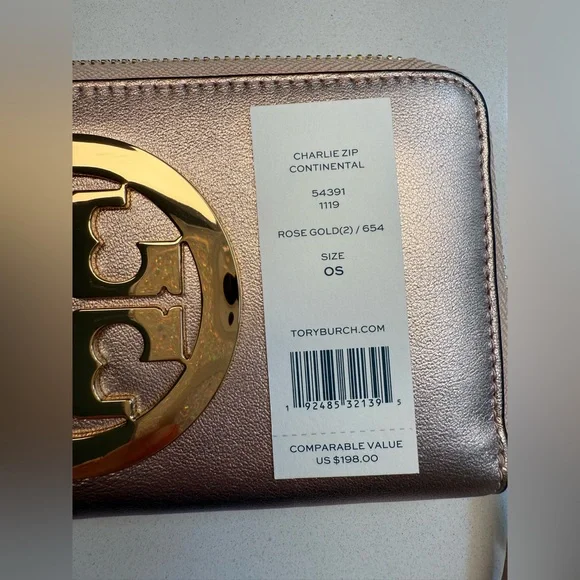 CHARLIE ZIP
CONTINENTAL
54391
1119
ROSE GOLD(2) / 654
SIZE
OS
TORYBURCH.COM
1 92485 32139 5
COMPARABLE VALUE
US $198.00